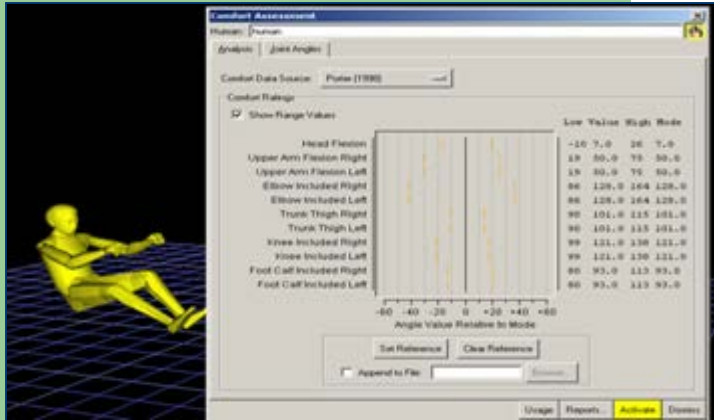 Comfort Assessment
Human: human
Analysis Joint Angles
Comfort Data Source: Porter (1998)
Comfort Ratings
Show Range Values
Low Value High Mode
Head Flexion -10 7.0 26 7.0
Upper Arm Flexion Right 19 50.0 75 50.0
Upper Arm Flexion Left 19 50.0 75 50.0
Elbow Included Right 86 128.0 164 128.0
Elbow Included Left 86 128.0 164 128.0
Trunk Thigh Right 90 101.0 115 101.0
Trunk Thigh Left 90 101.0 115 101.0
Knee Included Right 99 121.0 138 121.0
Knee Included Left 99 121.0 138 121.0
Foot Calf Included Right 80 93.0 113 93.0
Foot Calf Included Left 80 93.0 113 93.0
-60 -40 -20 0 +20 +40 +60
Angle Value Relative to Mode
Set Reference Clear Reference
Append to File: Browse...
Usage Reports... Activate Dismiss